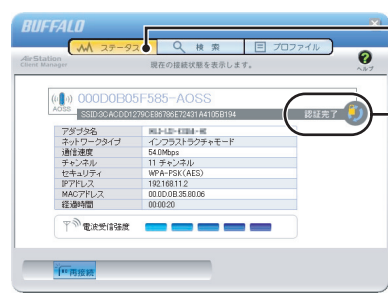 BUFFALO
ステータス
検 索
プロファイル
AirStation
Client Manager
現在の接続状態を表示します。
ヘルプ
000D0B05F585-AOSS
AOSS
SSID:3C0ACDD1279CE86786E72431A4105B194
認証完了
アダプタ名
ネットワークタイプ インフラストラクチャモード
通信速度 54.0Mbps
チャンネル 11 チャンネル
セキュリティ WPA-PSK(AES)
IPアドレス 192.168.11.2
MACアドレス 00.0D.0B.35.80.06
経過時間 00:00:20
電波受信強度
再接続